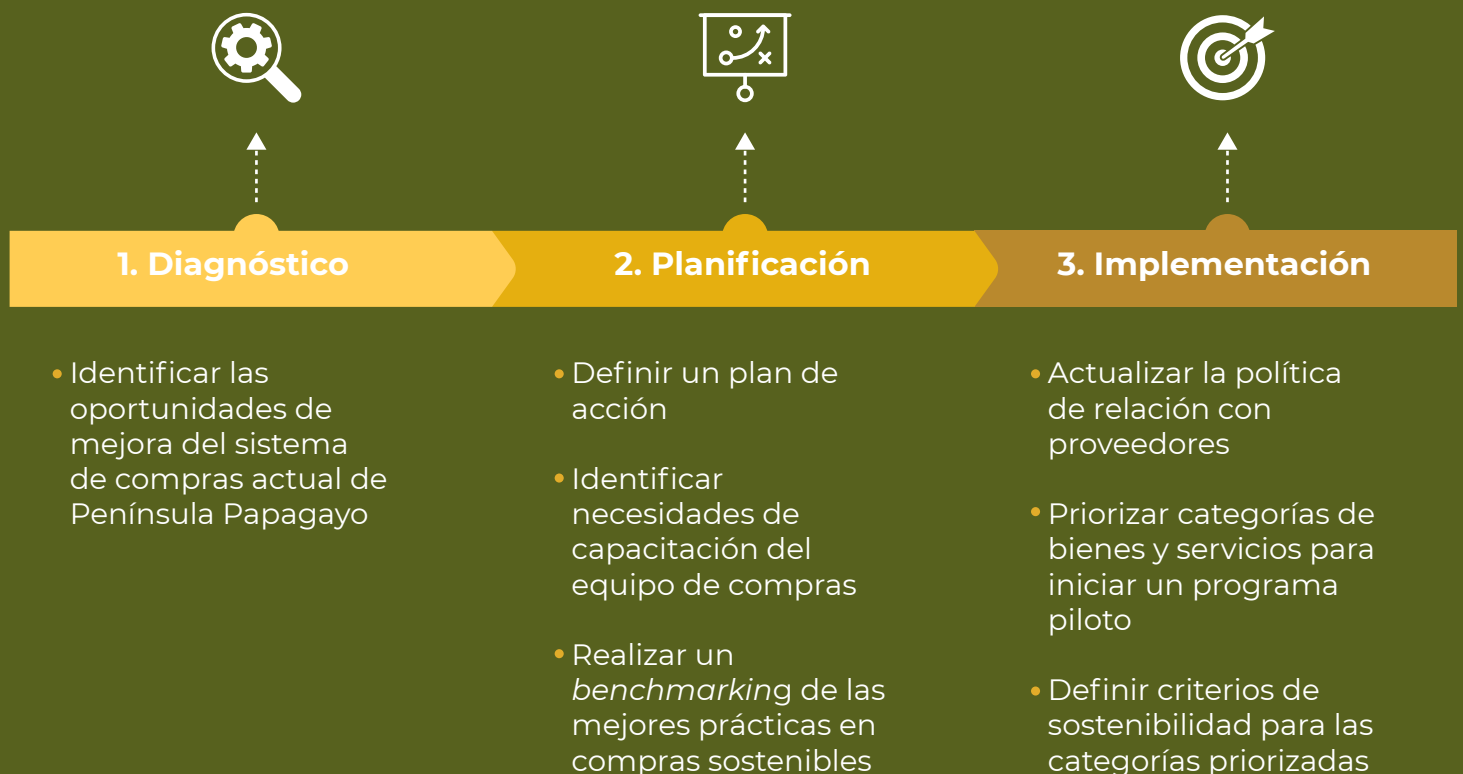 1. Diagnóstico
2. Planificación
3. Implementación
• Identificar las
oportunidades de
mejora del sistema
de compras actual de
Península Papagayo
• Definir un plan de
acción
• Identificar
necesidades de
capacitación del
equipo de compras
• Realizar un
benchmarking de las
mejores prácticas en
compras sostenibles
• Actualizar la política
de relación con
proveedores
• Priorizar categorías de
bienes y servicios para
iniciar un programa
piloto
• Definir criterios de
sostenibilidad para las
categorías priorizadas